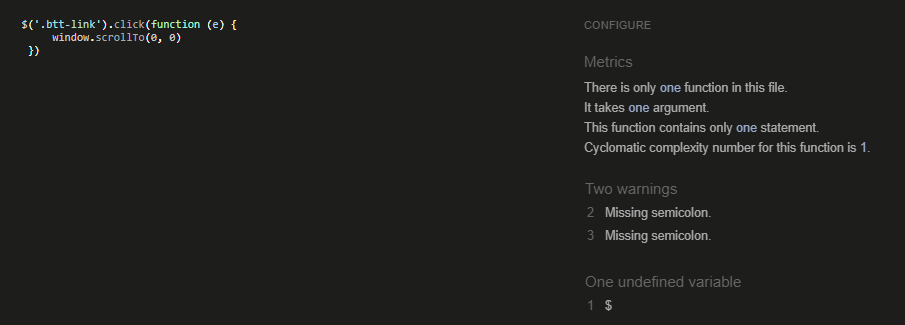 $('.btt-link').click(function (e) {
window.scrollTo(0, 0)
})
CONFIGURE
Metrics
There is only one function in this file.
It takes one argument.
This function contains only one statement.
Cyclomatic complexity number for this function is 1.
Two warnings
2 Missing semicolon.
3 Missing semicolon.
One undefined variable
1 $